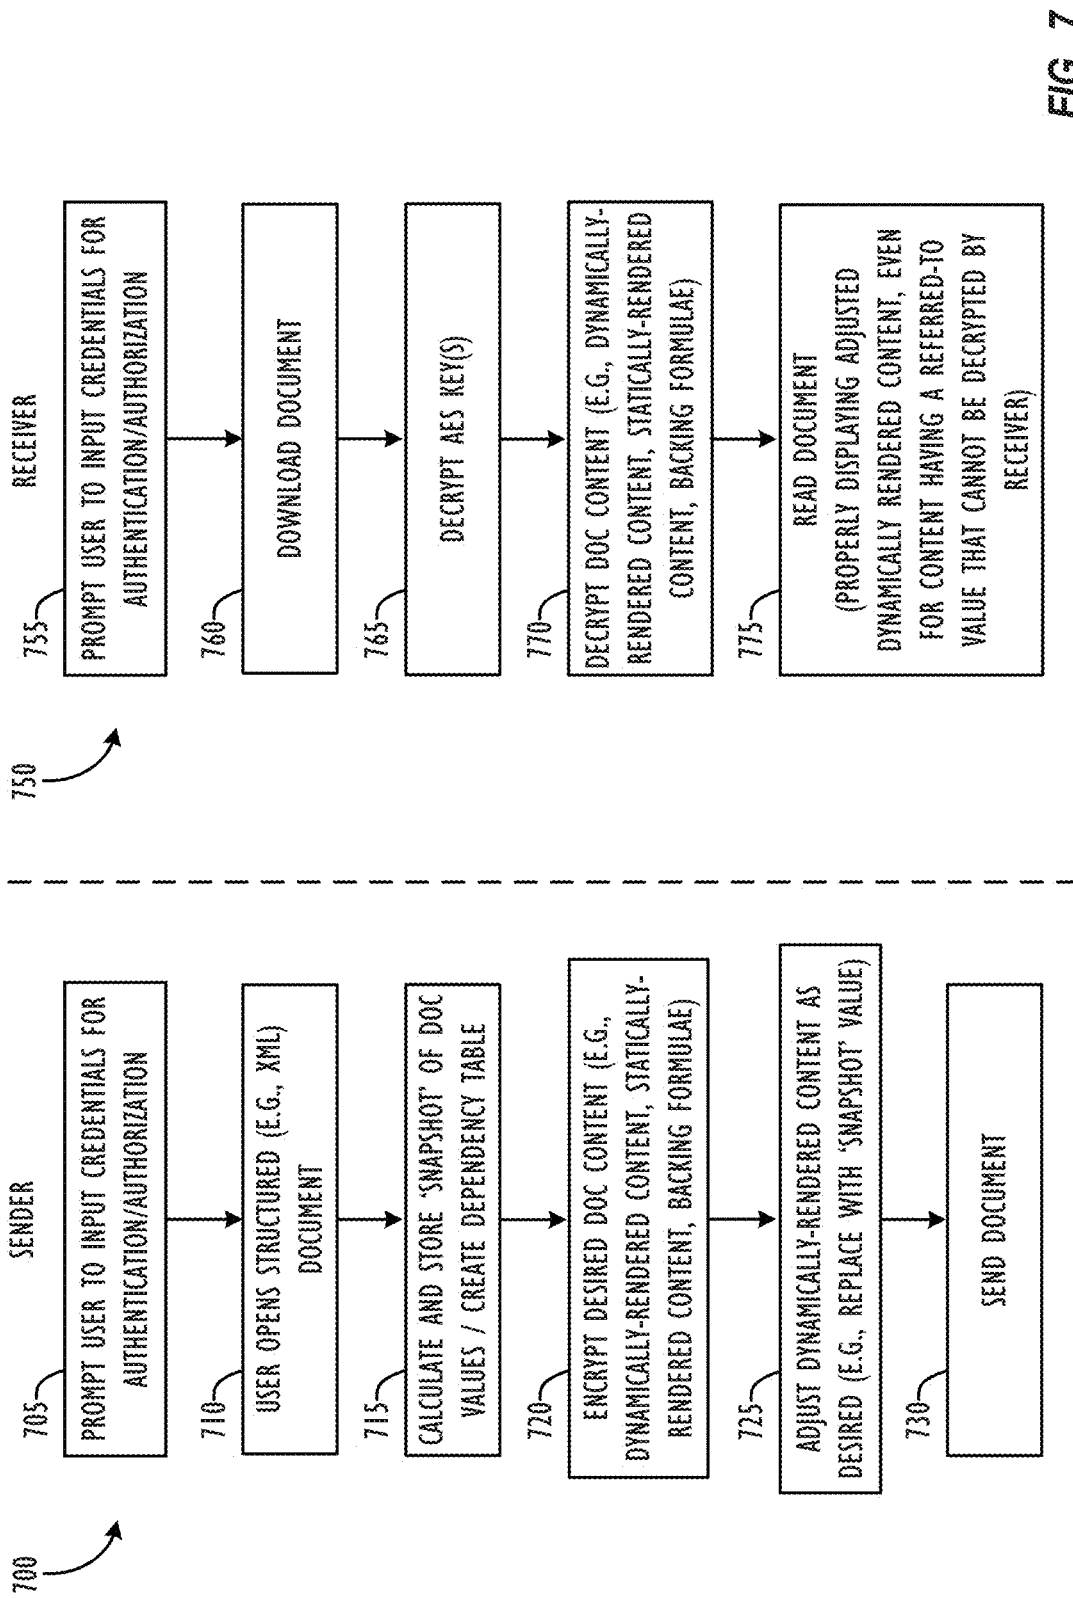 700
SENDER
705
PROMPT USER TO INPUT CREDENTIALS FOR
AUTHENTICATION/AUTHORIZATION
710
USER OPENS STRUCTURED (E.G., XML)
DOCUMENT
715
CALCULATE AND STORE 'SNAPSHOT' OF DOC
VALUES / CREATE DEPENDENCY TABLE
720
ENCRYPT DESIRED DOC CONTENT (E.G.,
DYNAMICALLY-RENDERED CONTENT, STATICALLY-
RENDERED CONTENT, BACKING FORMULAE)
725
ADJUST DYNAMICALLY-RENDERED CONTENT AS
DESIRED (E.G., REPLACE WITH 'SNAPSHOT' VALUE)
730
SEND DOCUMENT
750
RECEIVER
755
PROMPT USER TO INPUT CREDENTIALS FOR
AUTHENTICATION/AUTHORIZATION
760
DOWNLOAD DOCUMENT
765
DECRYPT AES KEY(S)
770
DECRYPT DOC CONTENT (E.G., DYNAMICALLY-
RENDERED CONTENT, STATICALLY-RENDERED
CONTENT, BACKING FORMULAE)
775
READ DOCUMENT
(PROPERLY DISPLAYING ADJUSTED
DYNAMICALLY RENDERED CONTENT, EVEN
FOR CONTENT HAVING A REFERRED-TO
VALUE THAT CANNOT BE DECRYPTED BY
RECEIVER)
FIG. 7